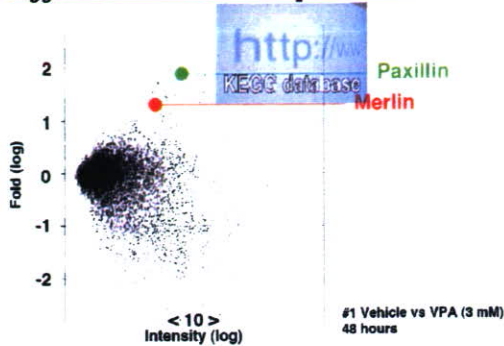 http://ww
KEGG database
Paxillin
Merlin
2
1
0
-1
-2
Fold (log)
< 10 >
Intensity (log)
#1 Vehicle vs VPA (3 mM)
48 hours